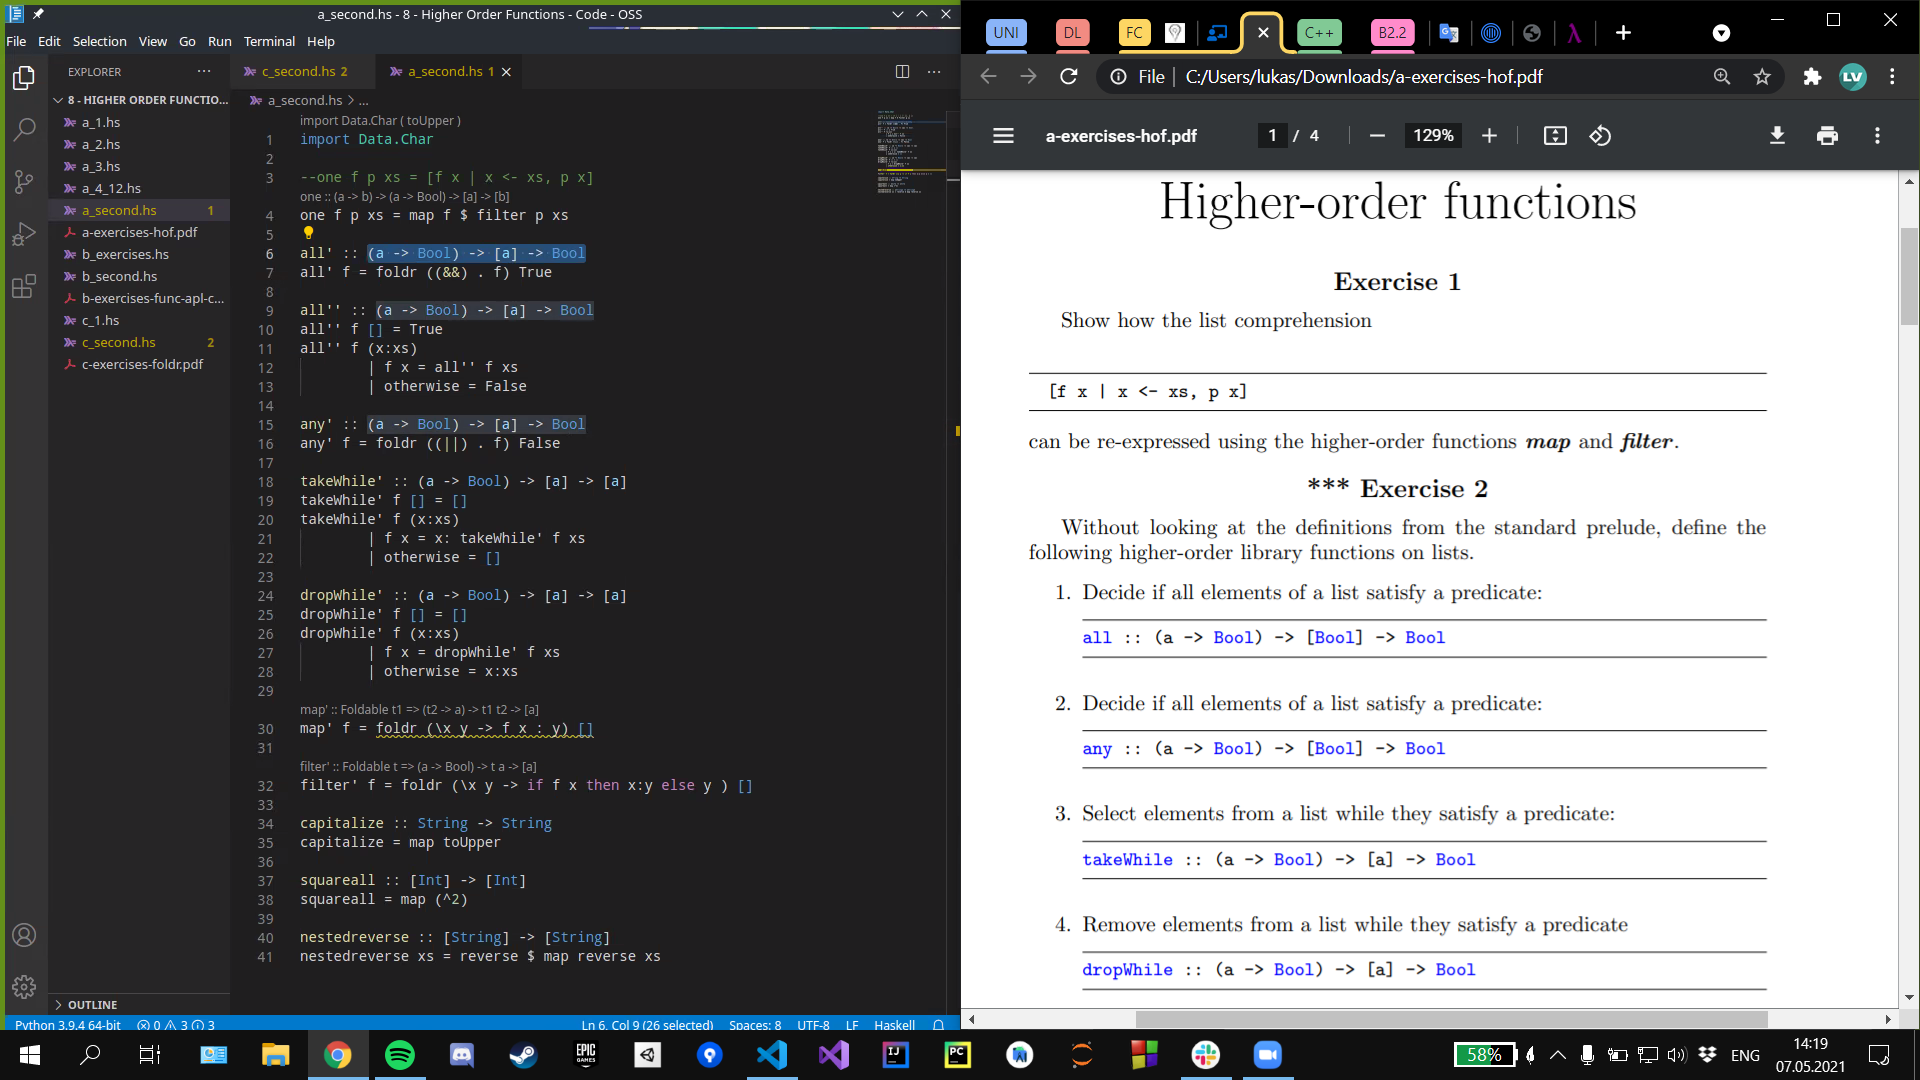 a_second.hs - 8 - Higher Order Functions - Code - OSS
File Edit Selection View Go Run Terminal Help
EXPLORER ...
8 - HIGHER ORDER FUNCTIO...
a_1.hs
a_2.hs
a_3.hs
a_4_12.hs
a_second.hs 1
a-exercises-hof.pdf
b_exercises.hs
b_second.hs
b-exercises-func-apl-c...
c_1.hs
c_second.hs 2
c-exercises-foldr.pdf
OUTLINE
c_second.hs 2
a_second.hs 1
a_second.hs > ...
import Data.Char ( toUpper )
1 import Data.Char
2
3 --one f p xs = [f x | x <- xs, p x]
one :: (a -> b) -> (a -> Bool) -> [a] -> [b]
4 one f p xs = map f $ filter p xs
5
6 all' :: (a -> Bool) -> [a] -> Bool
7 all' f = foldr ((&&) . f) True
8
9 all'' :: (a -> Bool) -> [a] -> Bool
10 all'' f [] = True
11 all'' f (x:xs)
12 | f x = all'' f xs
13 | otherwise = False
14
15 any' :: (a -> Bool) -> [a] -> Bool
16 any' f = foldr ((||) . f) False
17
18 takeWhile' :: (a -> Bool) -> [a] -> [a]
19 takeWhile' f [] = []
20 takeWhile' f (x:xs)
21 | f x = x: takeWhile' f xs
22 | otherwise = []
23
24 dropWhile' :: (a -> Bool) -> [a] -> [a]
25 dropWhile' f [] = []
26 dropWhile' f (x:xs)
27 | f x = dropWhile' f xs
28 | otherwise = x:xs
29
map' :: Foldable t1 => (t2 -> a) -> t1 t2 -> [a]
30 map' f = foldr (\x y -> f x : y) []
31
filter' :: Foldable t => (a -> Bool) -> t a -> [a]
32 filter' f = foldr (\x y -> if f x then x:y else y ) []
33
34 capitalize :: String -> String
35 capitalize = map toUpper
36
37 squareall :: [Int] -> [Int]
38 squareall = map (^2)
39
40 nestedreverse :: [String] -> [String]
41 nestedreverse xs = reverse $ map reverse xs
Python 3.9.4 64-bit 0 3 3
Ln 6, Col 9 (26 selected) Spaces: 8 UTF-8 LF Haskell
UNI DL FC C++ B2.2
File | C:/Users/lukas/Downloads/a-exercises-hof.pdf
LV
a-exercises-hof.pdf 1 / 4 129%
Higher-order functions
Exercise 1
Show how the list comprehension
[f x | x <- xs, p x]
can be re-expressed using the higher-order functions map and filter.
*** Exercise 2
Without looking at the definitions from the standard prelude, define the
following higher-order library functions on lists.
1. Decide if all elements of a list satisfy a predicate:
all :: (a -> Bool) -> [Bool] -> Bool
2. Decide if all elements of a list satisfy a predicate:
any :: (a -> Bool) -> [Bool] -> Bool
3. Select elements from a list while they satisfy a predicate:
takeWhile :: (a -> Bool) -> [a] -> Bool
4. Remove elements from a list while they satisfy a predicate
dropWhile :: (a -> Bool) -> [a] -> Bool
EPIC GAMES
IJ
PC
58%
ENG
14:19
07.05.2021